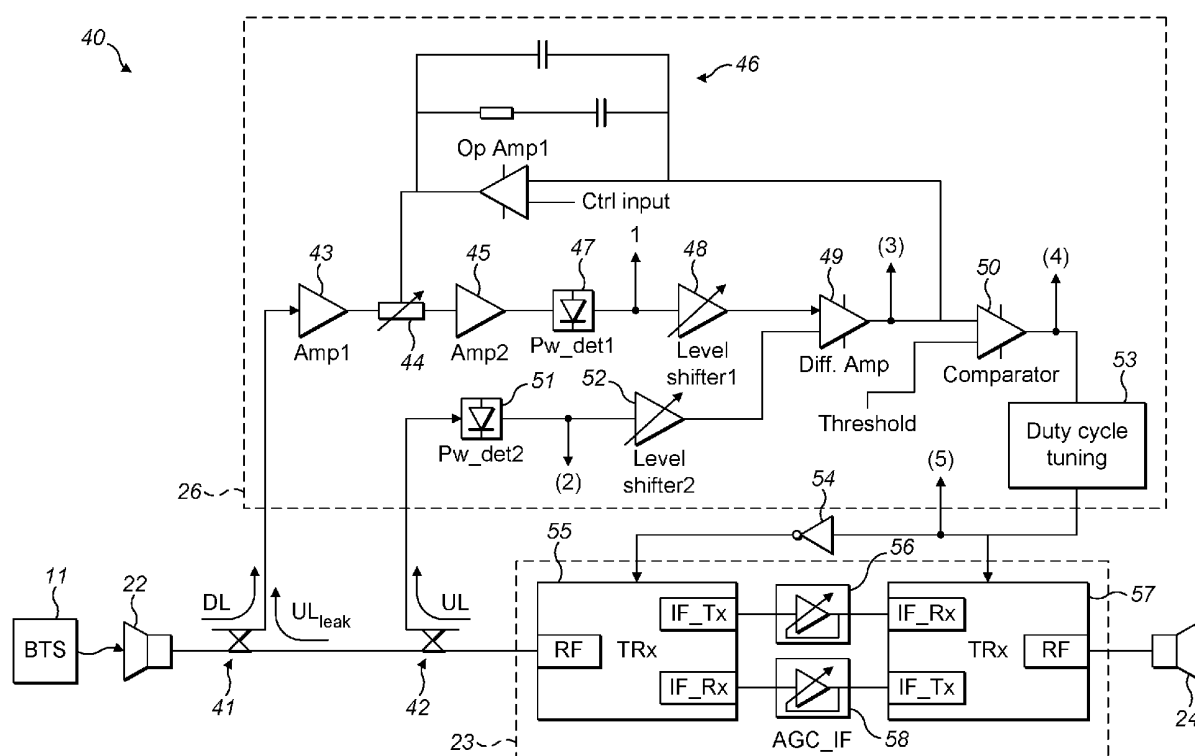 40
46
Op Amp1
Ctrl input
43
45
47
1
48
49
(3)
50
(4)
Amp1
44
Amp2
Pw_det1
Level
shifter1
Diff. Amp
Comparator
Threshold
51
52
53
Pw_det2
(2)
Level
shifter2
Duty cycle
tuning
26
54
(5)
55
56
57
11
22
DL
UL_leak
UL
BTS
41
42
RF
TRx
IF_Tx
IF_Rx
IF_Rx
IF_Tx
TRx
RF
AGC_IF
58
23
24